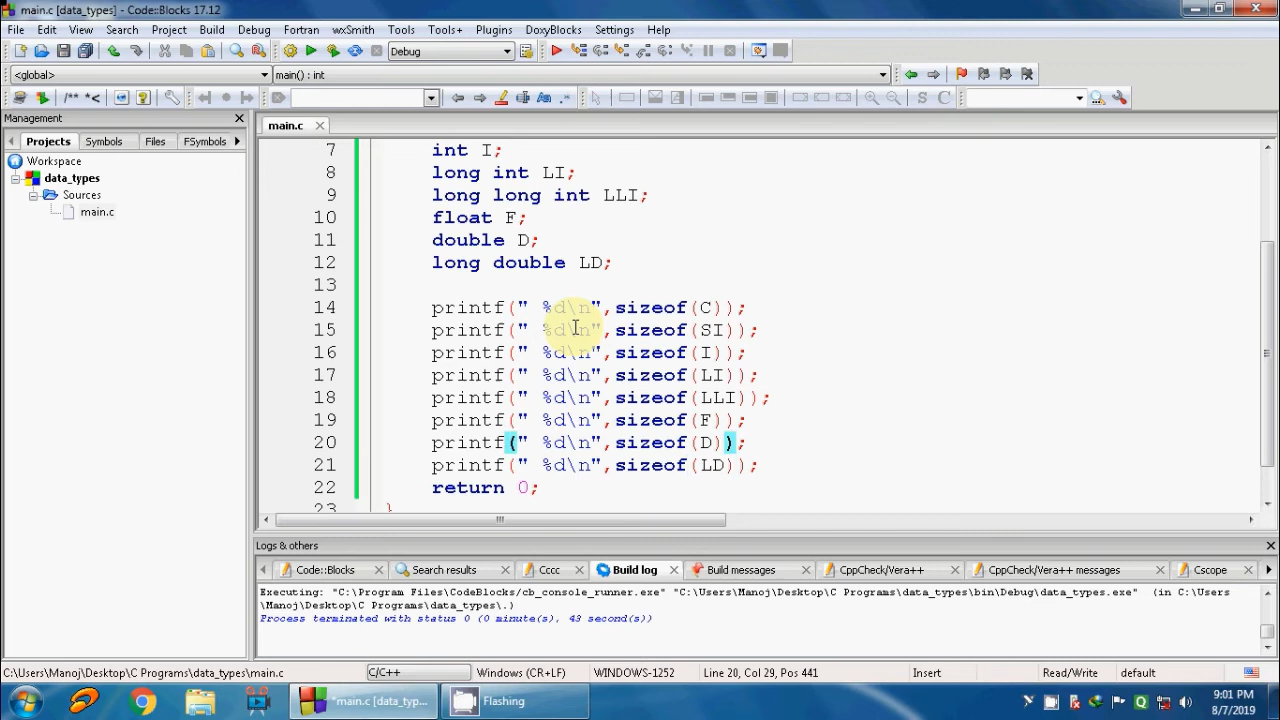 main.c [data_types] - Code::Blocks 17.12
File Edit View Search Project Build Debug Fortran wxSmith Tools Tools+ Plugins DoxyBlocks Settings Help
Debug
<global> main() : int
/** *<
S C
Management
main.c
Projects Symbols Files FSymbols
Workspace
data_types
Sources
main.c
7 int I;
8 long int LI;
9 long long int LLI;
10 float F;
11 double D;
12 long double LD;
13
14 printf(" %d\n",sizeof(C));
15 printf(" %d\n",sizeof(SI));
16 printf(" %d\n",sizeof(I));
17 printf(" %d\n",sizeof(LI));
18 printf(" %d\n",sizeof(LLI));
19 printf(" %d\n",sizeof(F));
20 printf(" %d\n",sizeof(D));
21 printf(" %d\n",sizeof(LD));
22 return 0;
23 }
Logs & others
Code::Blocks Search results Cccc Build log Build messages CppCheck/Vera++ CppCheck/Vera++ messages Cscope
Executing: "C:\Program Files\CodeBlocks/cb_console_runner.exe" "C:\Users\Manoj\Desktop\C Programs\data_types\bin\Debug\data_types.exe" (in C:\Users
\Manoj\Desktop\C Programs\data_types\.)
Process terminated with status 0 (0 minute(s), 43 second(s))
C:\Users\Manoj\Desktop\C Programs\data_types\main.c C/C++ Windows (CR+LF) WINDOWS-1252 Line 20, Col 29, Pos 441 Insert Read/Write default
*main.c [data_typ... Flashing
9:01 PM
8/7/2019